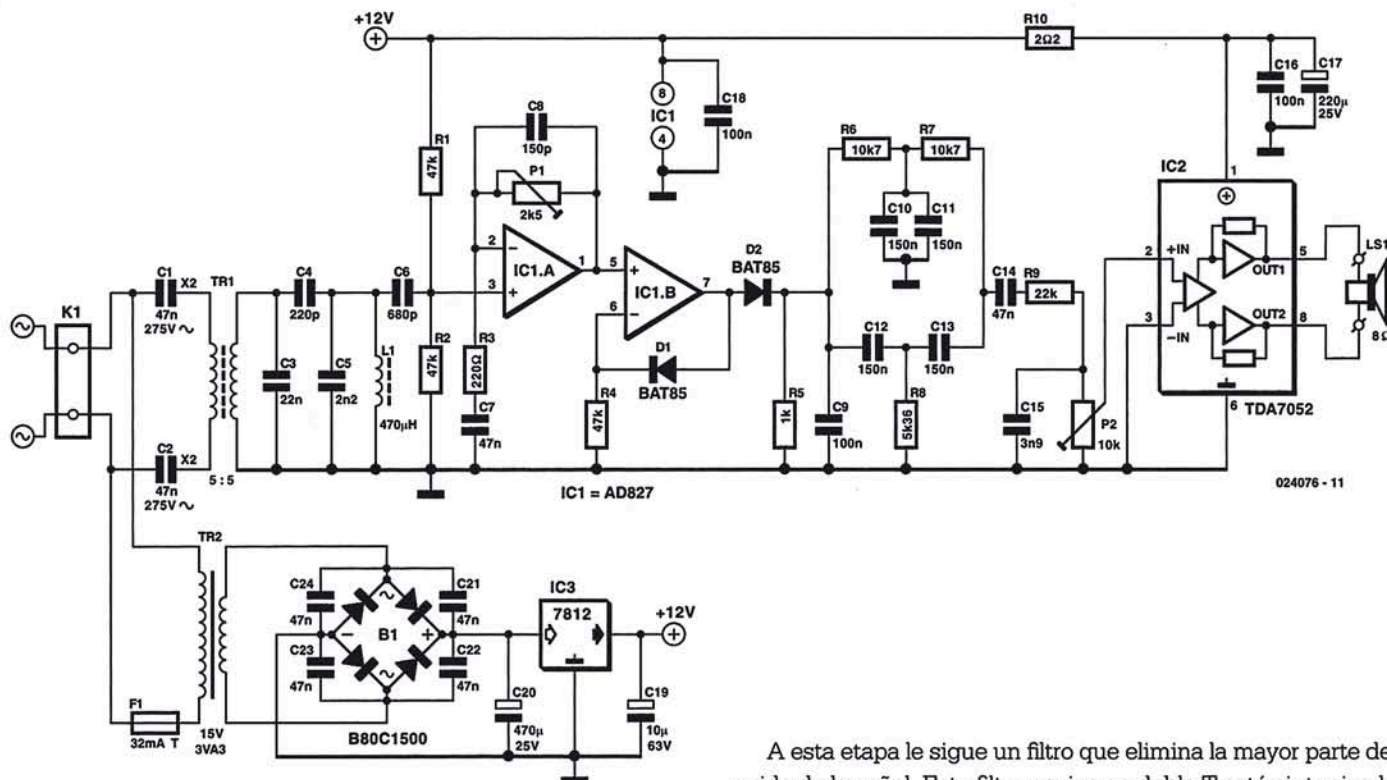 +12V
R10
2Ω2
C16
100n
C17
220µ
25V
8
IC1
4
C18
100n
C8
150p
P1
2k5
R1
47k
R6
10k7
R7
10k7
IC2
1
C10
150n
C11
150n
K1
C1
47n
275V ~
X2
TR1
C4
220p
C6
680p
2
3
IC1.A
1
5
6
IC1.B
7
D2
BAT85
C14
47n
R9
22k
2
3
+IN
−IN
OUT1
OUT2
5
8
LS1
8Ω
C3
22n
C5
2n2
L1
470µH
R2
47k
R3
220Ω
C7
47n
D1
BAT85
R4
47k
R5
1k
C12
150n
C13
150n
C9
100n
R8
5k36
C15
3n9
P2
10k
6
TDA7052
C2
47n
275V ~
X2
5 : 5
IC1 = AD827
024076 - 11
TR2
C24
47n
C21
47n
− B1 +
C23
47n
C22
47n
IC3
7812
+12V
F1
32mA T
15V
3VA3
B80C1500
C20
470µ
25V
C19
10µ
63V
A esta etapa le sigue un filtro que elimina la mayor parte de